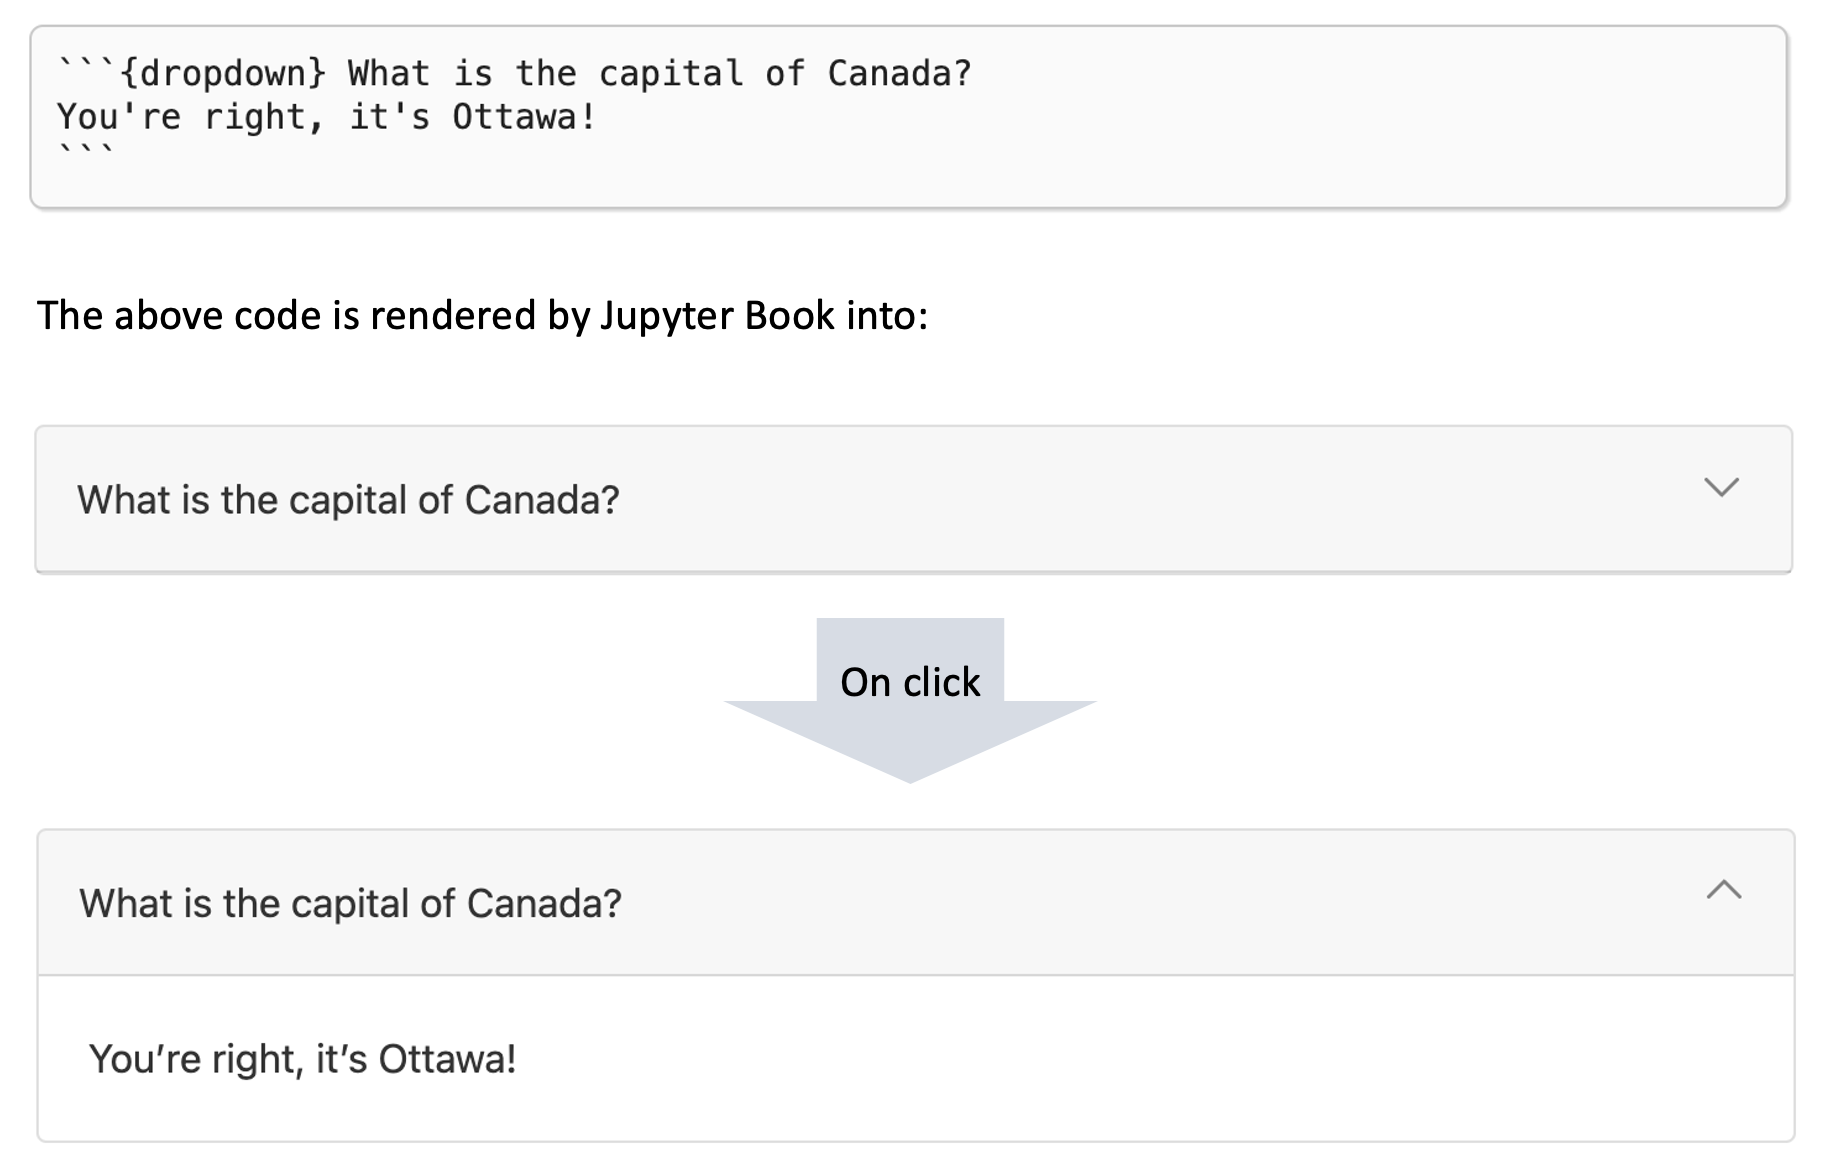 ```{dropdown} What is the capital of Canada?
You're right, it's Ottawa!
```
The above code is rendered by Jupyter Book into:
What is the capital of Canada?
On click
What is the capital of Canada?
You’re right, it’s Ottawa!